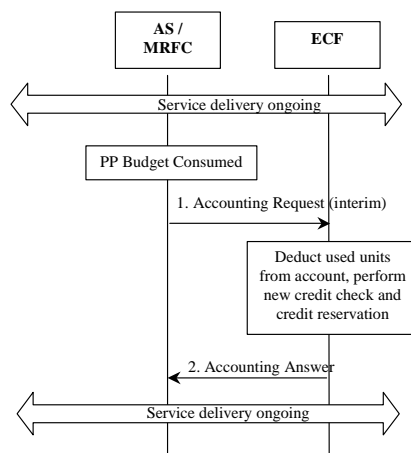 AS /
MRFC
ECF
Service delivery ongoing
PP Budget Consumed
1. Accounting Request (interim)
Deduct used units
from account, perform
new credit check and
credit reservation
2. Accounting Answer
Service delivery ongoing